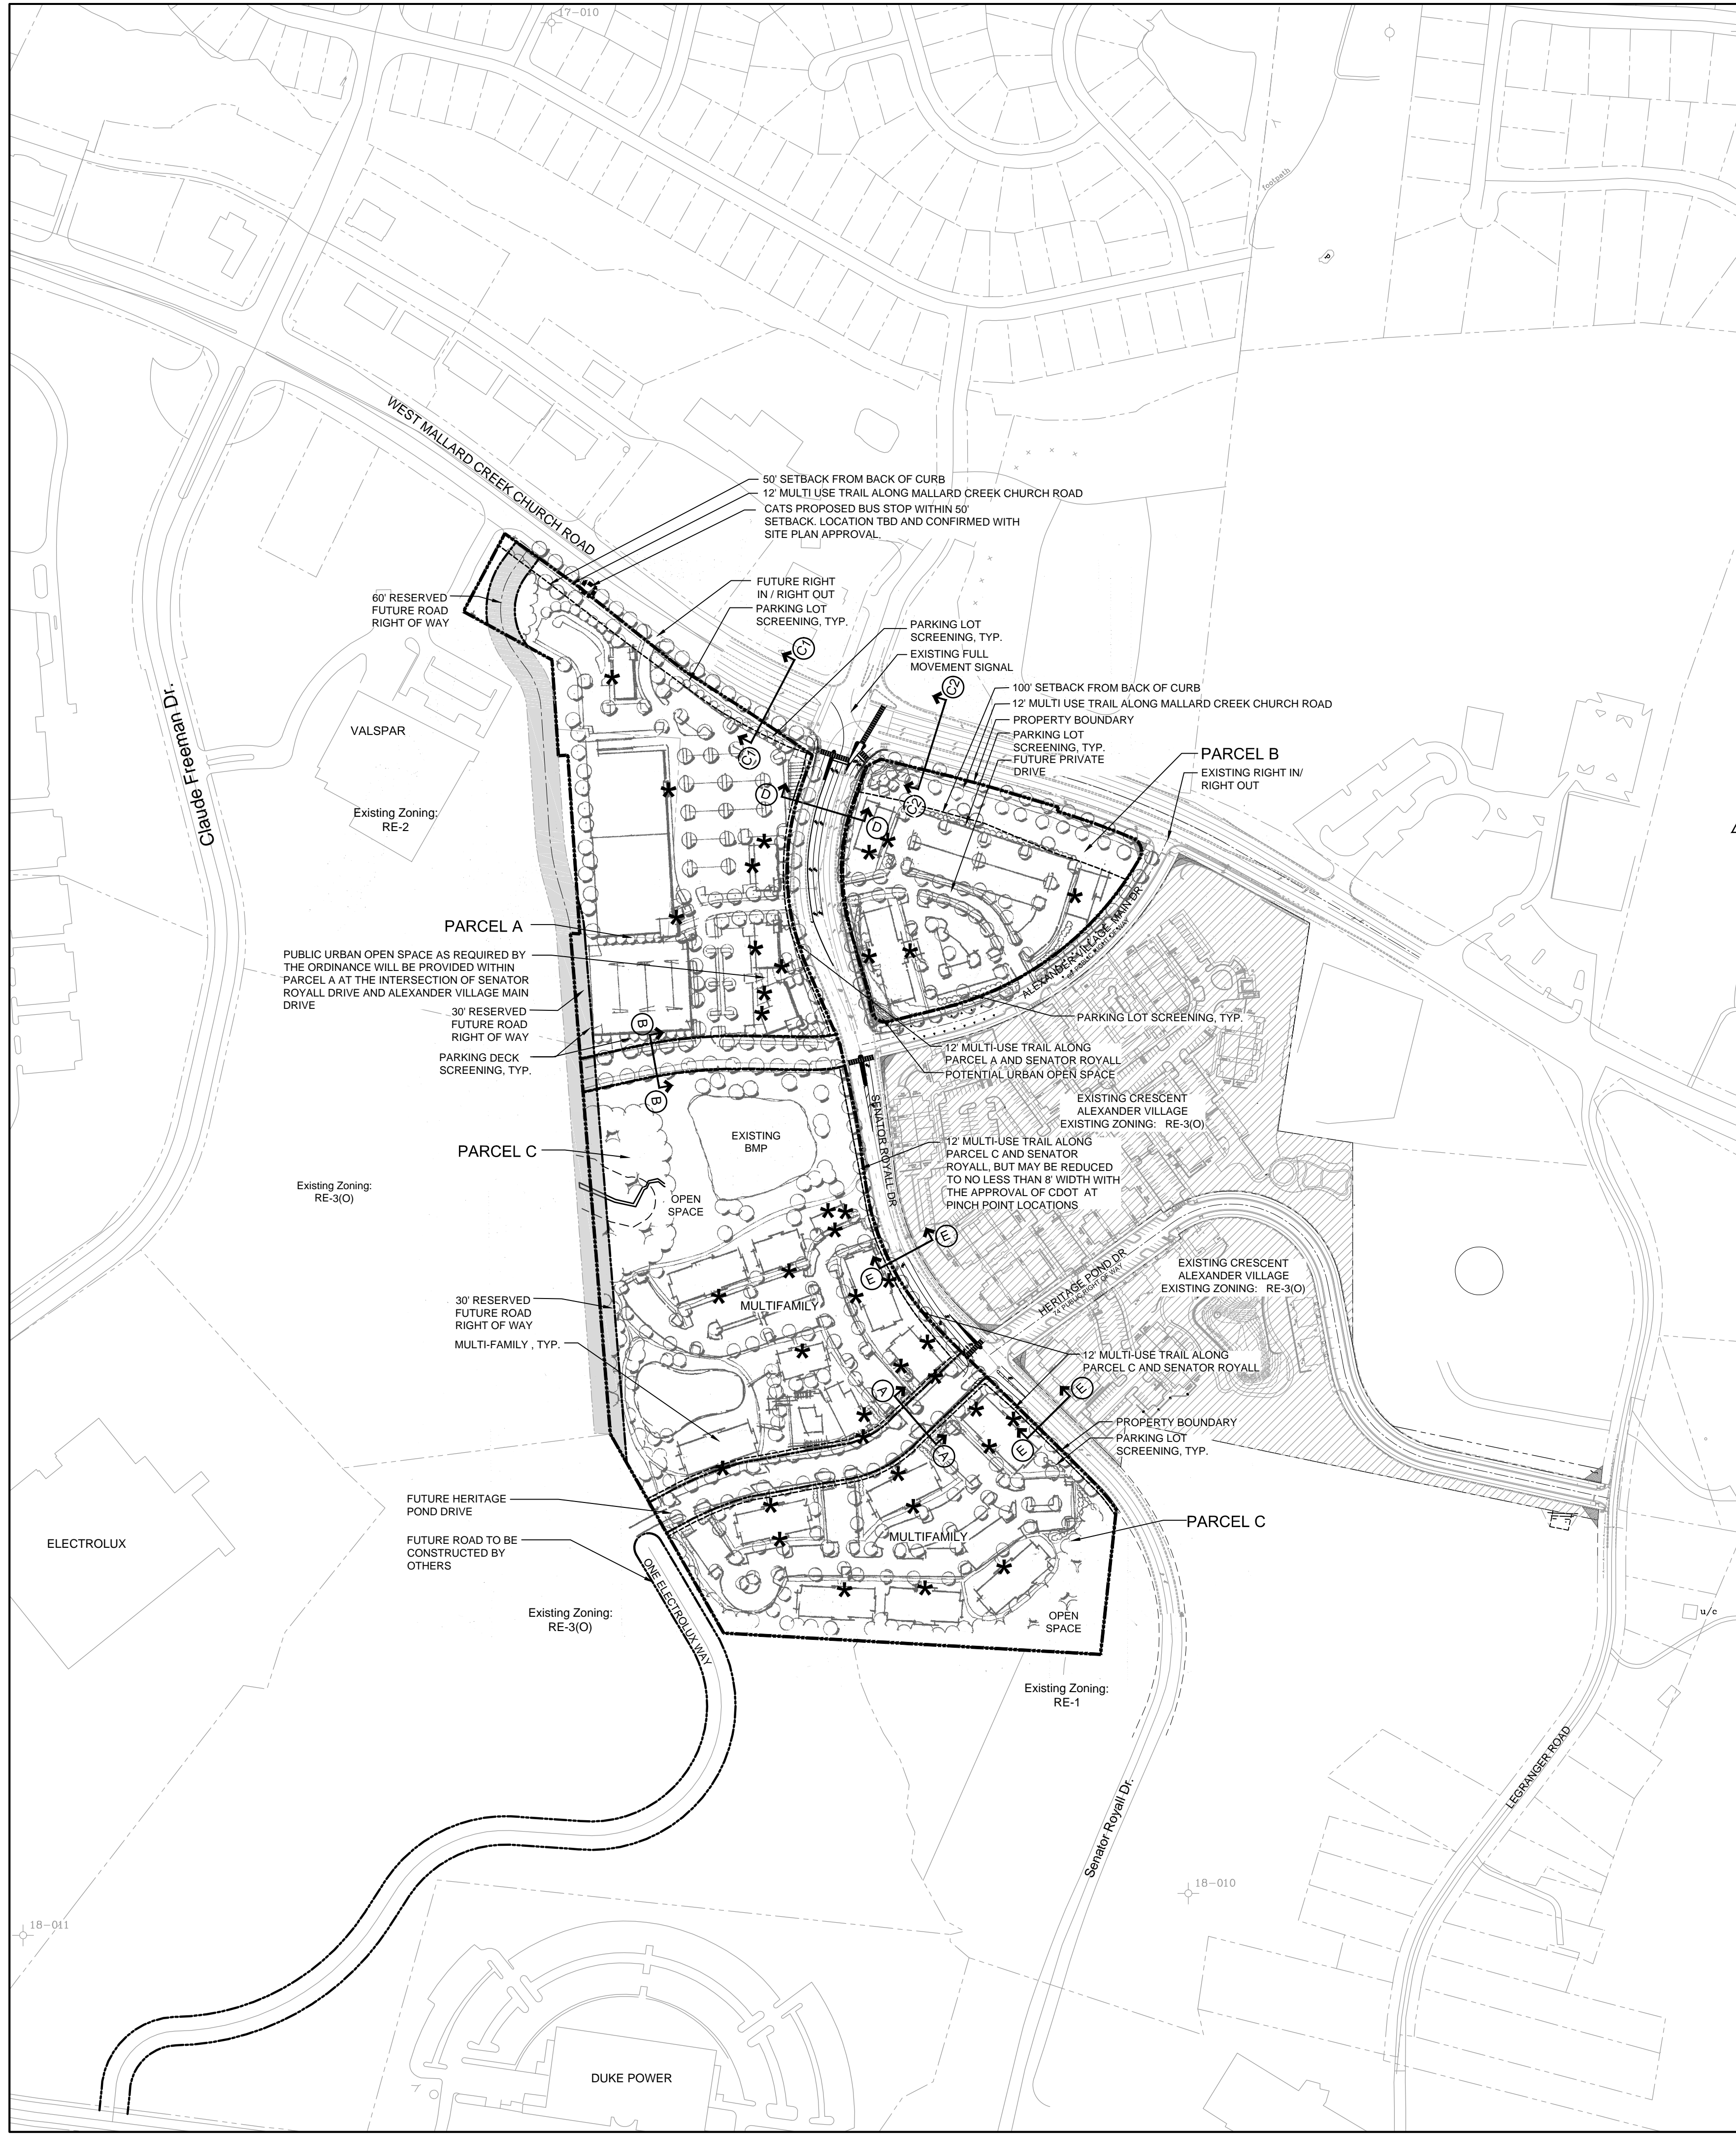 17-010
footpath
P
WEST MALLARD CREEK CHURCH ROAD
50' SETBACK FROM BACK OF CURB
12' MULTI USE TRAIL ALONG MALLARD CREEK CHURCH ROAD
CATS PROPOSED BUS STOP WITHIN 50'
SETBACK. LOCATION TBD AND CONFIRMED WITH
SITE PLAN APPROVAL.
60' RESERVED
FUTURE ROAD
RIGHT OF WAY
FUTURE RIGHT
IN / RIGHT OUT
PARKING LOT
SCREENING, TYP.
PARKING LOT
SCREENING, TYP.
EXISTING FULL
MOVEMENT SIGNAL
C1
C1
C2
C2
100' SETBACK FROM BACK OF CURB
12' MULTI USE TRAIL ALONG MALLARD CREEK CHURCH ROAD
PROPERTY BOUNDARY
PARKING LOT
SCREENING, TYP.
FUTURE PRIVATE
DRIVE
PARCEL B
EXISTING RIGHT IN/
RIGHT OUT
Claude Freeman Dr.
VALSPAR
Existing Zoning:
RE-2
D
D
PARCEL A
PUBLIC URBAN OPEN SPACE AS REQUIRED BY
THE ORDINANCE WILL BE PROVIDED WITHIN
PARCEL A AT THE INTERSECTION OF SENATOR
ROYALL DRIVE AND ALEXANDER VILLAGE MAIN
DRIVE
30' RESERVED
FUTURE ROAD
RIGHT OF WAY
PARKING DECK
SCREENING, TYP.
ALEXANDER VILLAGE MAIN DR
PARKING LOT SCREENING, TYP.
12' MULTI-USE TRAIL ALONG
PARCEL A AND SENATOR ROYALL
POTENTIAL URBAN OPEN SPACE
B
B
EXISTING CRESCENT
ALEXANDER VILLAGE
EXISTING ZONING: RE-3(O)
SENATOR ROYALL DR
12' MULTI-USE TRAIL ALONG
PARCEL C AND SENATOR
ROYALL, BUT MAY BE REDUCED
TO NO LESS THAN 8' WIDTH WITH
THE APPROVAL OF CDOT AT
PINCH POINT LOCATIONS
PARCEL C
EXISTING
BMP
Existing Zoning:
RE-3(O)
OPEN
SPACE
E
E
HERITAGE POND DR
74' PUBLIC RIGHT OF WAY
EXISTING CRESCENT
ALEXANDER VILLAGE
EXISTING ZONING: RE-3(O)
30' RESERVED
FUTURE ROAD
RIGHT OF WAY
MULTIFAMILY
MULTI-FAMILY , TYP.
12' MULTI-USE TRAIL ALONG
PARCEL C AND SENATOR ROYALL
A
A
E
E
PROPERTY BOUNDARY
PARKING LOT
SCREENING, TYP.
FUTURE HERITAGE
POND DRIVE
FUTURE ROAD TO BE
CONSTRUCTED BY
OTHERS
MULTIFAMILY
PARCEL C
ELECTROLUX
ONE ELECTROLUX WAY
Existing Zoning:
RE-3(O)
OPEN
SPACE
u/c
Existing Zoning:
RE-1
LEGRANGER ROAD
Senator Royall Dr.
18-010
18-011
DUKE POWER